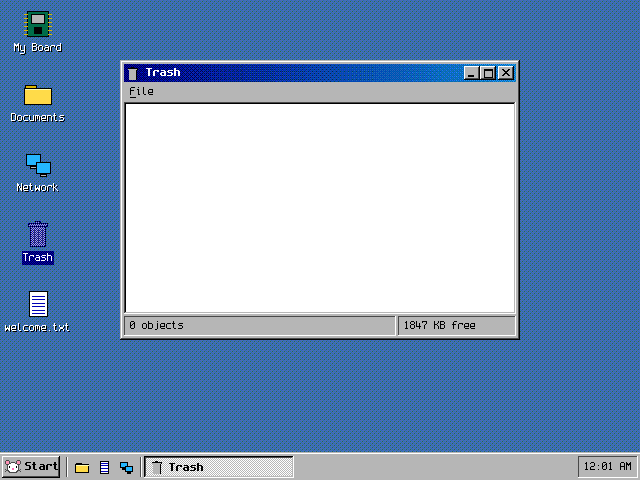 My Board
Documents
Network
Trash
welcome.txt
Trash
File
0 objects
1847 KB free
Start
Trash
12:01 AM